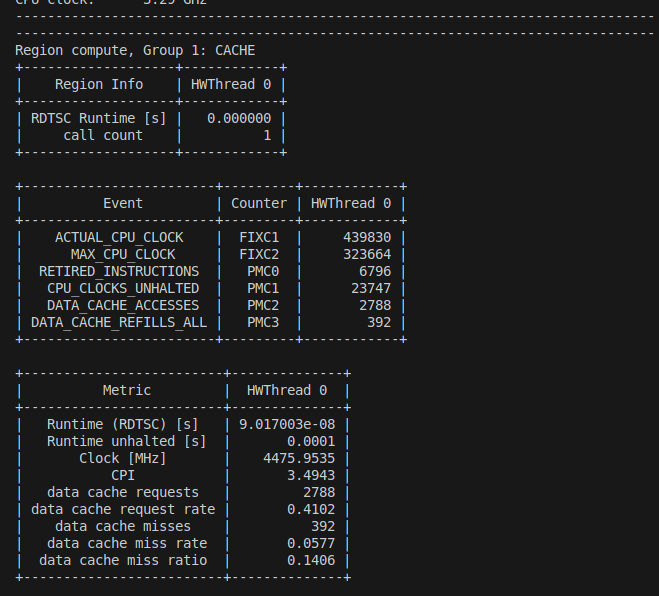 CPU clock:      3.29 GHz
--------------------------------------------------------------------------------
--------------------------------------------------------------------------------
Region compute, Group 1: CACHE
+-------------------+------------+
|    Region Info    | HWThread 0 |
+-------------------+------------+
| RDTSC Runtime [s] |   0.000000 |
|     call count    |          1 |
+-------------------+------------+

+------------------------+---------+------------+
|          Event         | Counter | HWThread 0 |
+------------------------+---------+------------+
|    ACTUAL_CPU_CLOCK    |  FIXC1  |     439830 |
|      MAX_CPU_CLOCK     |  FIXC2  |     323664 |
|  RETIRED_INSTRUCTIONS  |   PMC0  |       6796 |
|   CPU_CLOCKS_UNHALTED  |   PMC1  |      23747 |
|   DATA_CACHE_ACCESSES  |   PMC2  |       2788 |
| DATA_CACHE_REFILLS_ALL |   PMC3  |        392 |
+------------------------+---------+------------+

+-------------------------+--------------+
|          Metric         |  HWThread 0  |
+-------------------------+--------------+
|   Runtime (RDTSC) [s]   | 9.017003e-08 |
|   Runtime unhalted [s]  |       0.0001 |
|       Clock [MHz]       |    4475.9535 |
|           CPI           |       3.4943 |
|   data cache requests   |         2788 |
| data cache request rate |       0.4102 |
|    data cache misses    |          392 |
|   data cache miss rate  |       0.0577 |
|  data cache miss ratio  |       0.1406 |
+-------------------------+--------------+